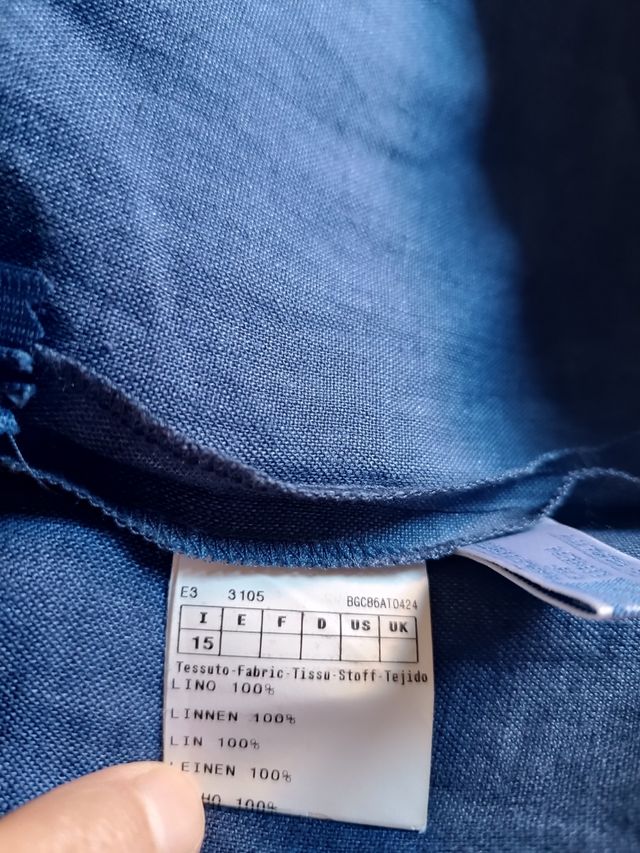 E3 3105 BGCB6AT0424
I E F D US UK
15
Tessuto-Fabric-Tissu-Stoff-Tejido
LINO 100%
LINNEN 100%
LIN 100%
LEINEN 100%
100%